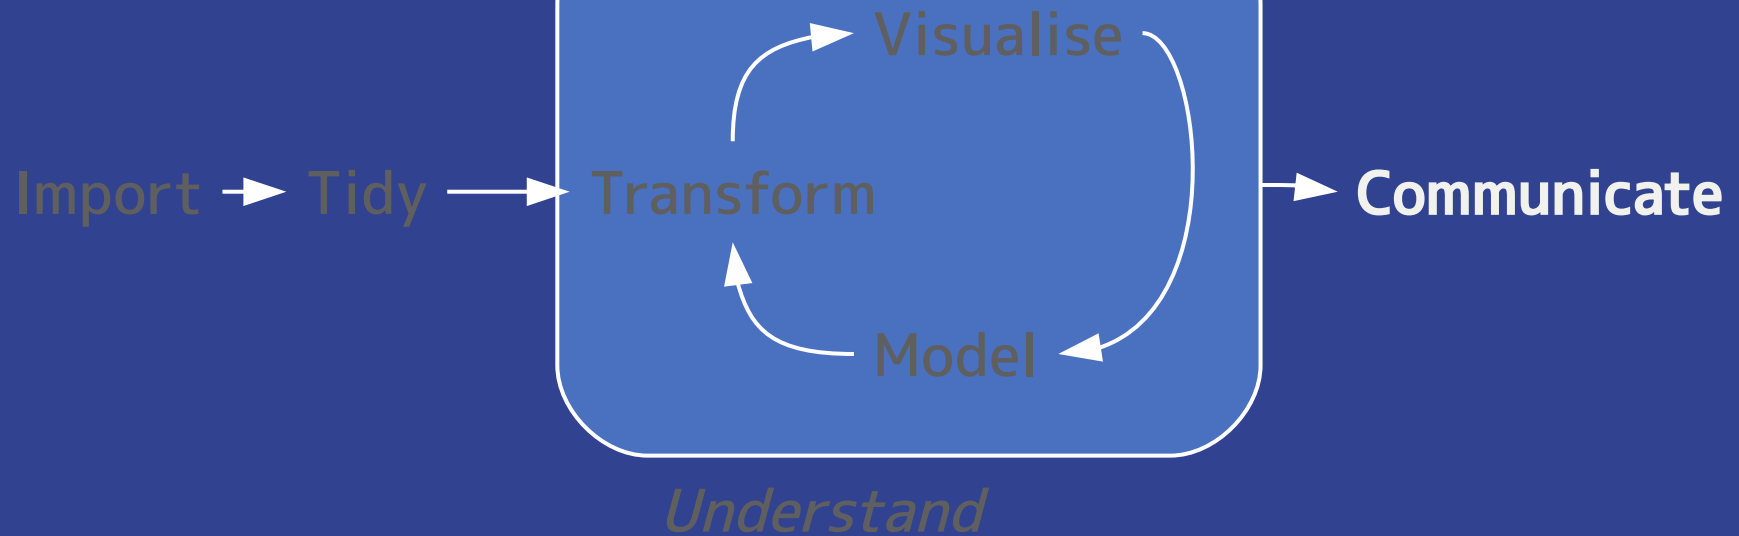 Visualise
Import
Tidy
Transform
Communicate
Model
Understand